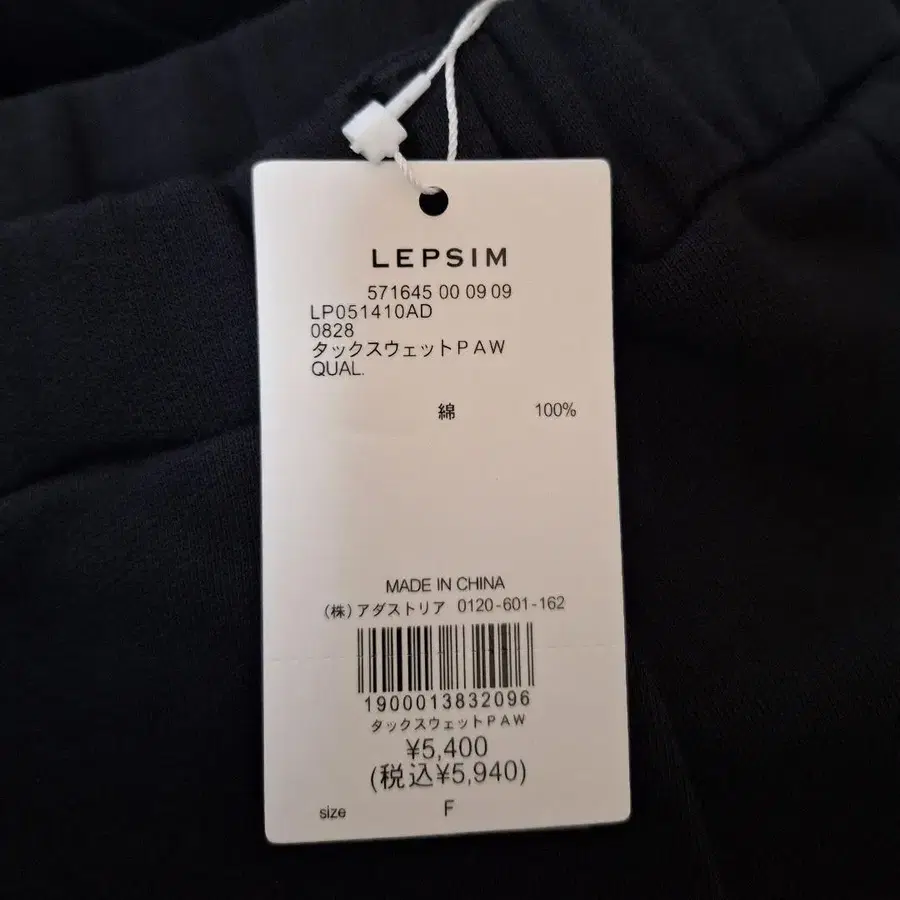 LEPSIM
571645 00 09 09
LP051410AD
0828
タックスウェットPAW
QUAL.
綿 100%
MADE IN CHINA
(株)アダストリア 0120-601-162
1900013832096
タックスウェットPAW
¥5,400
(税込¥5,940)
size F